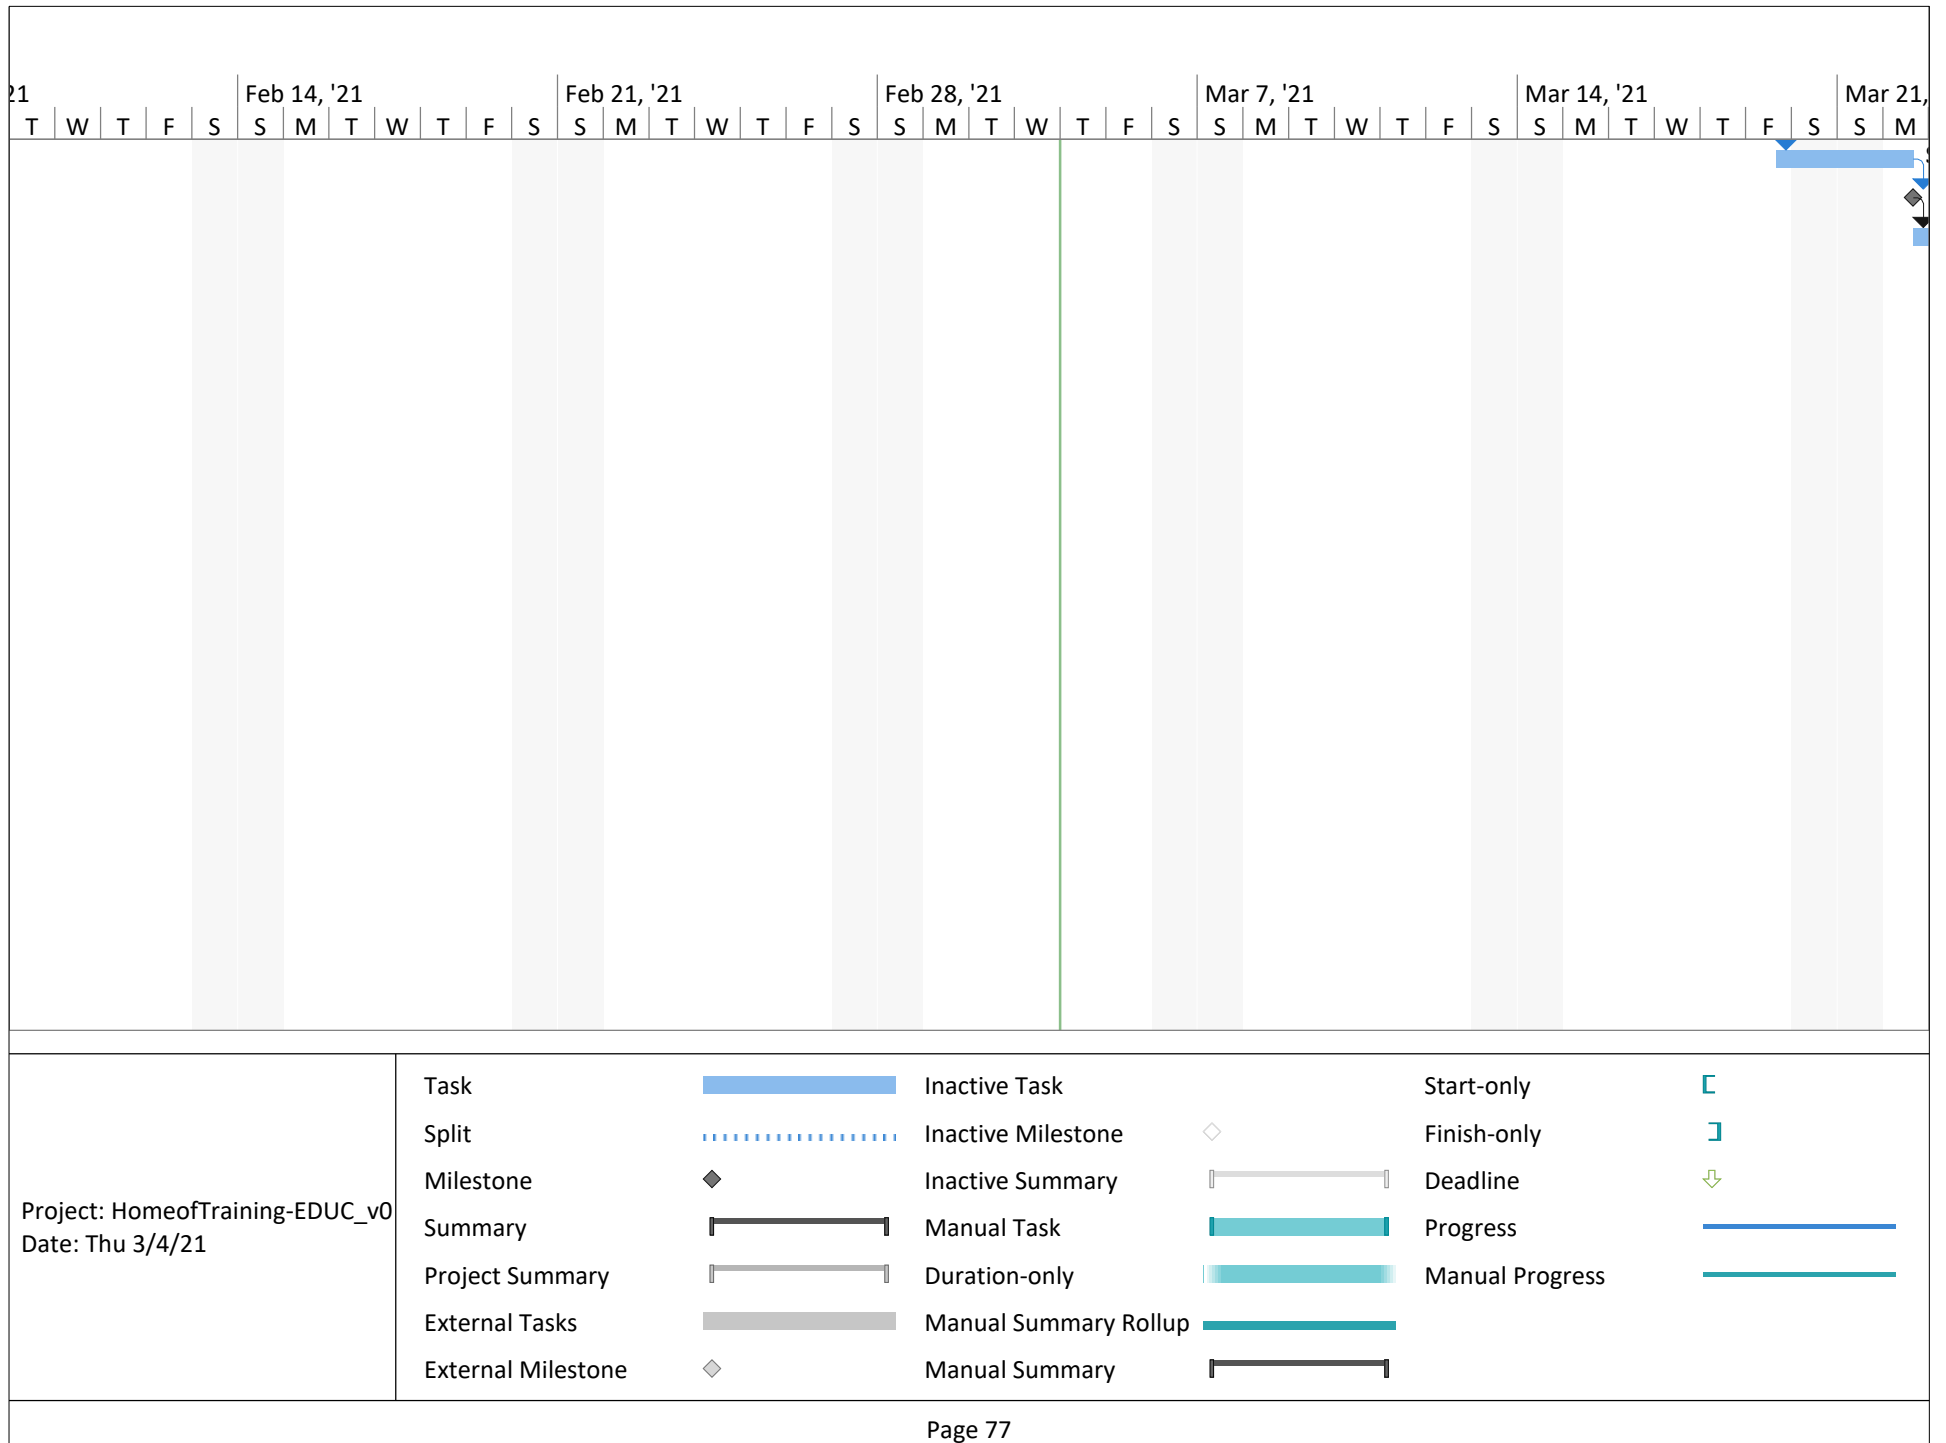 21 Feb 14, '21 Feb 21, '21 Feb 28, '21 Mar 7, '21 Mar 14, '21 Mar 21,
T W T F S S M T W T F S S M T W T F S S M T W T F S S M T W T F S S M T W T F S S M
Task
Split
Milestone
Summary
Project Summary
External Tasks
External Milestone
Inactive Task
Inactive Milestone
Inactive Summary
Manual Task
Duration-only
Manual Summary Rollup
Manual Summary
Start-only
Finish-only
Deadline
Progress
Manual Progress
Project: HomeofTraining-EDUC_v0
Date: Thu 3/4/21
Page 77